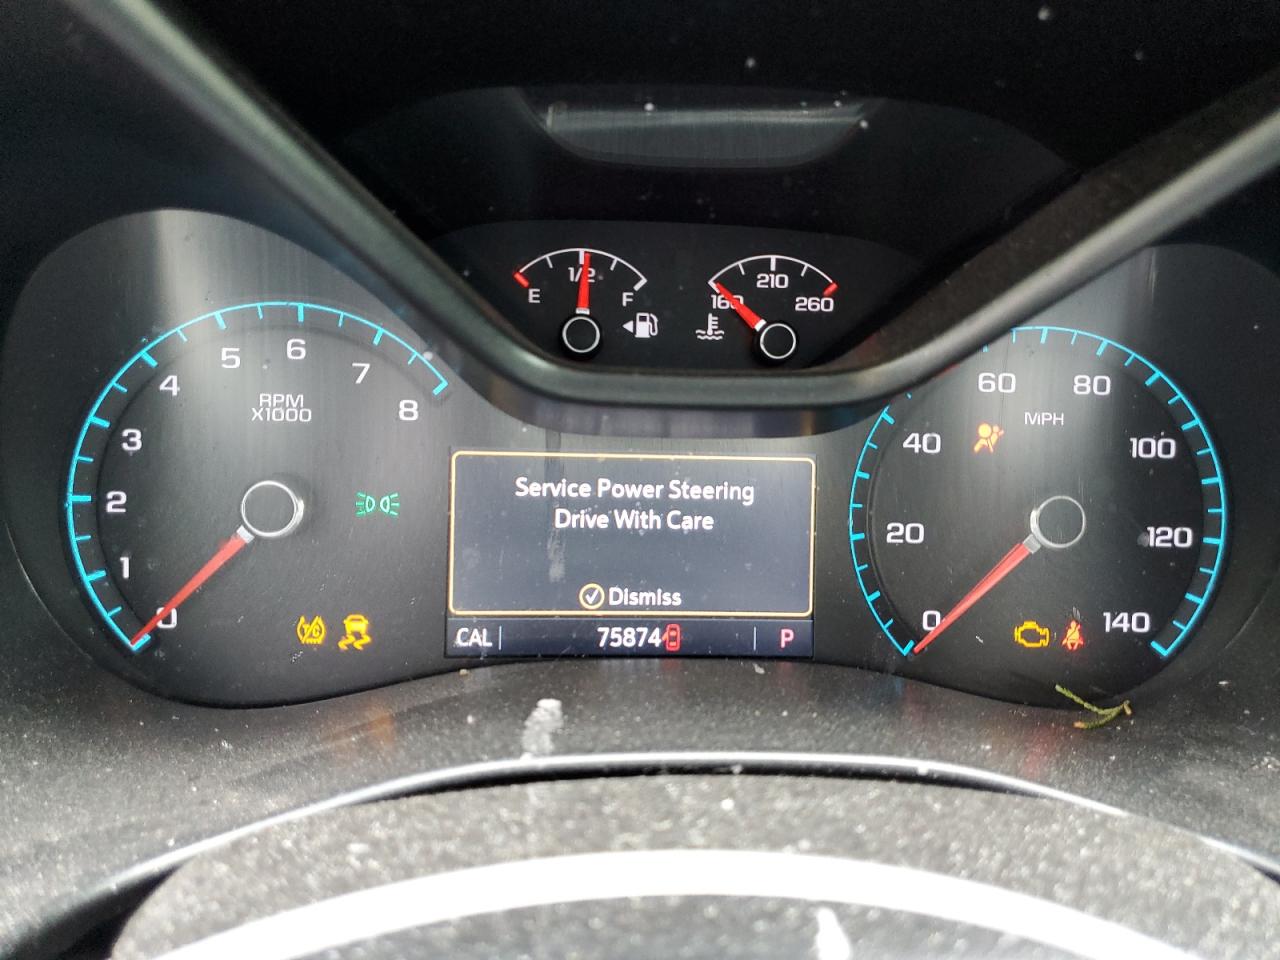 1/2
E
F
160
210
260
0
1
2
3
4
5
6
7
8
RPM
X1000
T/C
Service Power Steering
Drive With Care
Dismiss
CAL
75874
P
0
20
40
60
80
100
120
140
MPH